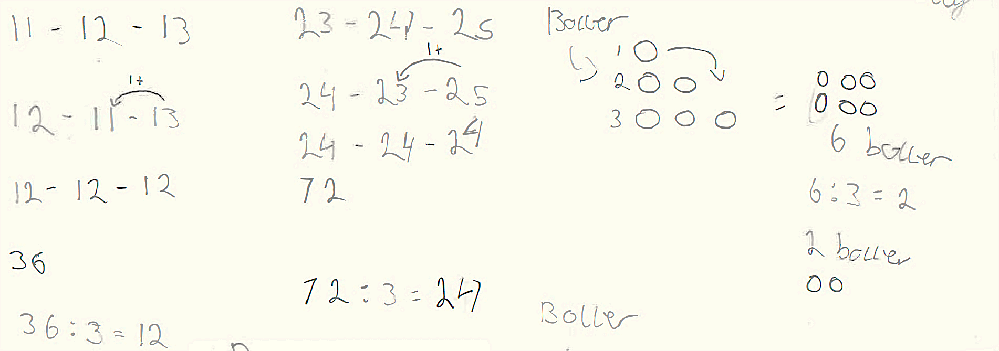 11 - 12 - 13
1+
12 - 11 - 13
12 - 12 - 12
36
36 : 3 = 12
23 - 24 - 25
1+
24 - 23 - 25
24 - 24 - 24
72
72 : 3 = 24
Boller
1
2
3
=
6 boller
6 : 3 = 2
2 boller
Boller